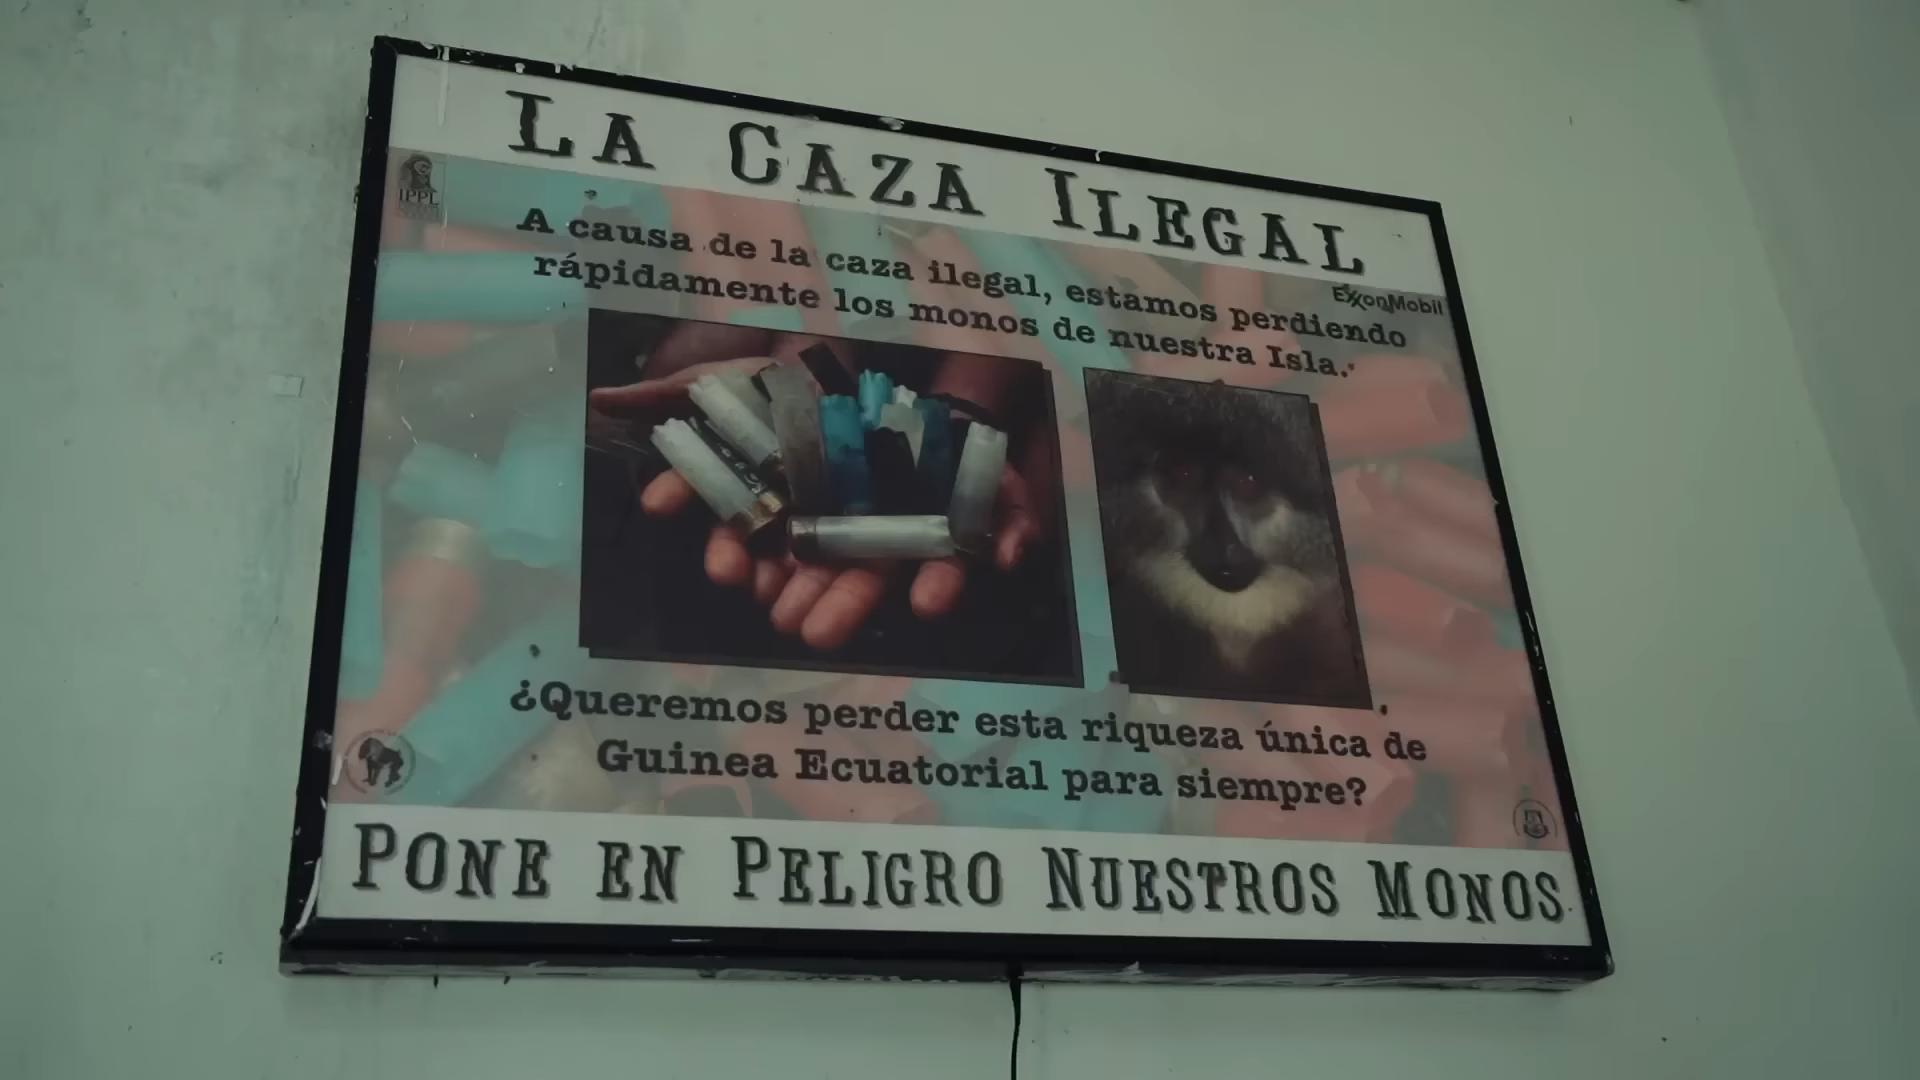 LA CAZA ILEGAL
IPPL
ExxonMobil
A causa de la caza ilegal, estamos perdiendo
rápidamente los monos de nuestra Isla.
¿Queremos perder esta riqueza única de
Guinea Ecuatorial para siempre?
PONE EN PELIGRO NUESTROS MONOS